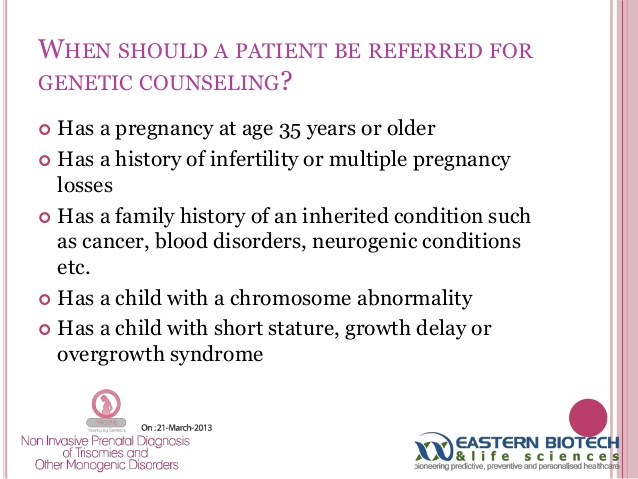 WHEN SHOULD A PATIENT BE REFERRED FOR
GENETIC COUNSELING?
Has a pregnancy at age 35 years or older
Has a history of infertility or multiple pregnancy
losses
Has a family history of an inherited condition such
as cancer, blood disorders, neurogenic conditions
etc.
Has a child with a chromosome abnormality
Has a child with short stature, growth delay or
overgrowth syndrome
On :21-March-2013
Non Invasive Prenatal Diagnosis
of Trisomies and
Other Monogenic Disorders
EASTERN BIOTECH
& life sciences
pioneering predictive, preventive and personalised healthcare